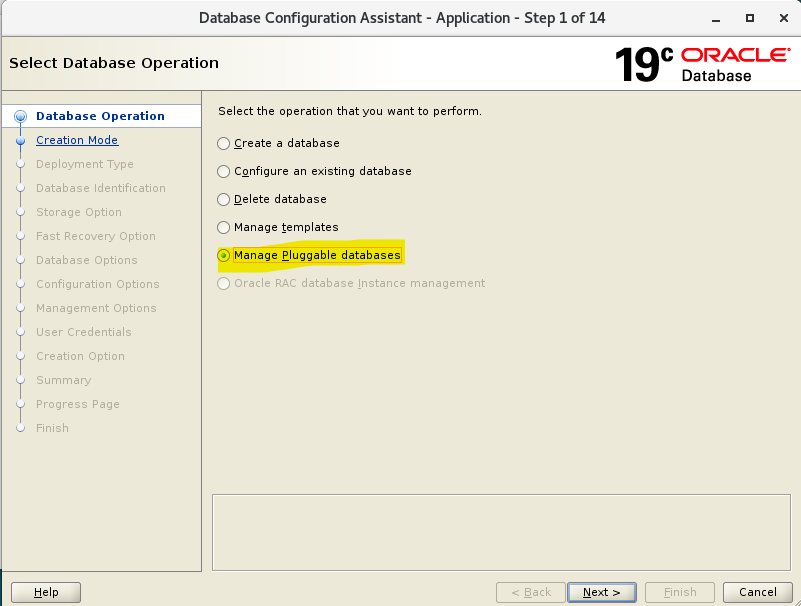 Database Configuration Assistant - Application - Step 1 of 14
Select Database Operation
19c ORACLE
Database
Database Operation
Creation Mode
Deployment Type
Database Identification
Storage Option
Fast Recovery Option
Database Options
Configuration Options
Management Options
User Credentials
Creation Option
Summary
Progress Page
Finish
Select the operation that you want to perform.
Create a database
Configure an existing database
Delete database
Manage templates
Manage Pluggable databases
Oracle RAC database Instance management
Help
< Back
Next >
Finish
Cancel